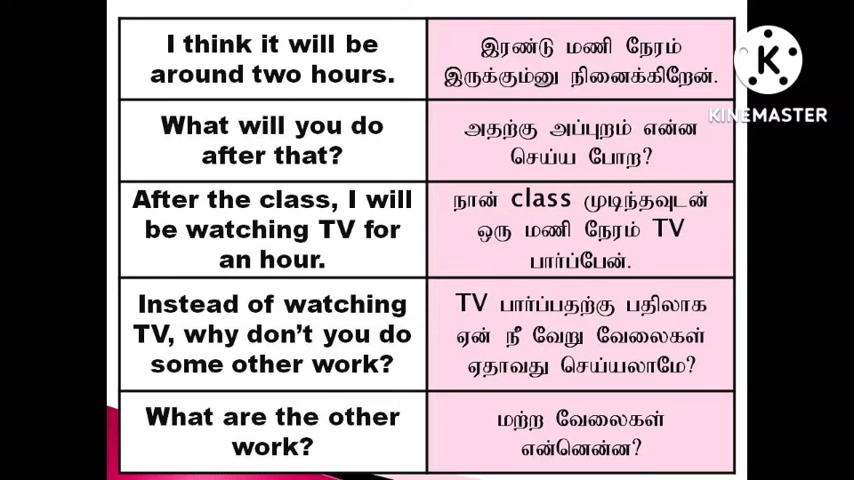 I think it will be
around two hours.
இரண்டு மணி நேரம்
இருக்கும்னு நினைக்கிறேன்.
What will you do
after that?
அதற்கு அப்புறம் என்ன
செய்ய போற?
After the class, I will
be watching TV for
an hour.
நான் class முடிந்தவுடன்
ஒரு மணி நேரம் TV
பார்ப்பேன்.
Instead of watching
TV, why don't you do
some other work?
TV பார்ப்பதற்கு பதிலாக
ஏன் நீ வேறு வேலைகள்
ஏதாவது செய்யலாமே?
What are the other
work?
மற்ற வேலைகள்
என்னென்ன?
K
KINEMASTER